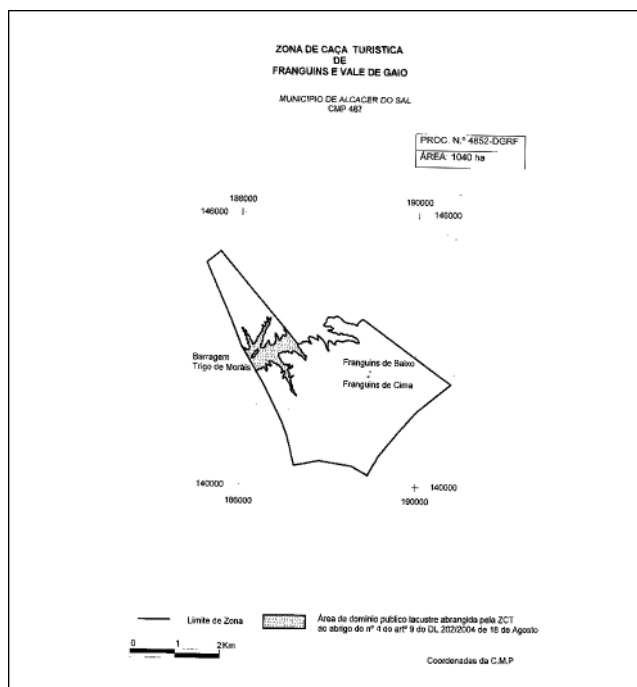 ZONA DE CAÇA TURISTICA
DE
FRANGUINS E VALE DE GAIO
MUNICIPIO DE ALCACER DO SAL
CMP 487
PROC. N.º 4852-DGRF
ÁREA: 1040 ha
186000
190000
146000
146000
Barragem
Trigo de Morais
Franguins de Baixo
Franguins de Cima
140000
140000
186000
190000
Limite de Zona
Área de dominio publico lacustre abrangida pela ZCT
ao abrigo do nº 4 do artº 9 do DL 202/2004 de 18 de Agosto
0 1 2Km
Coordenadas da C.M.P